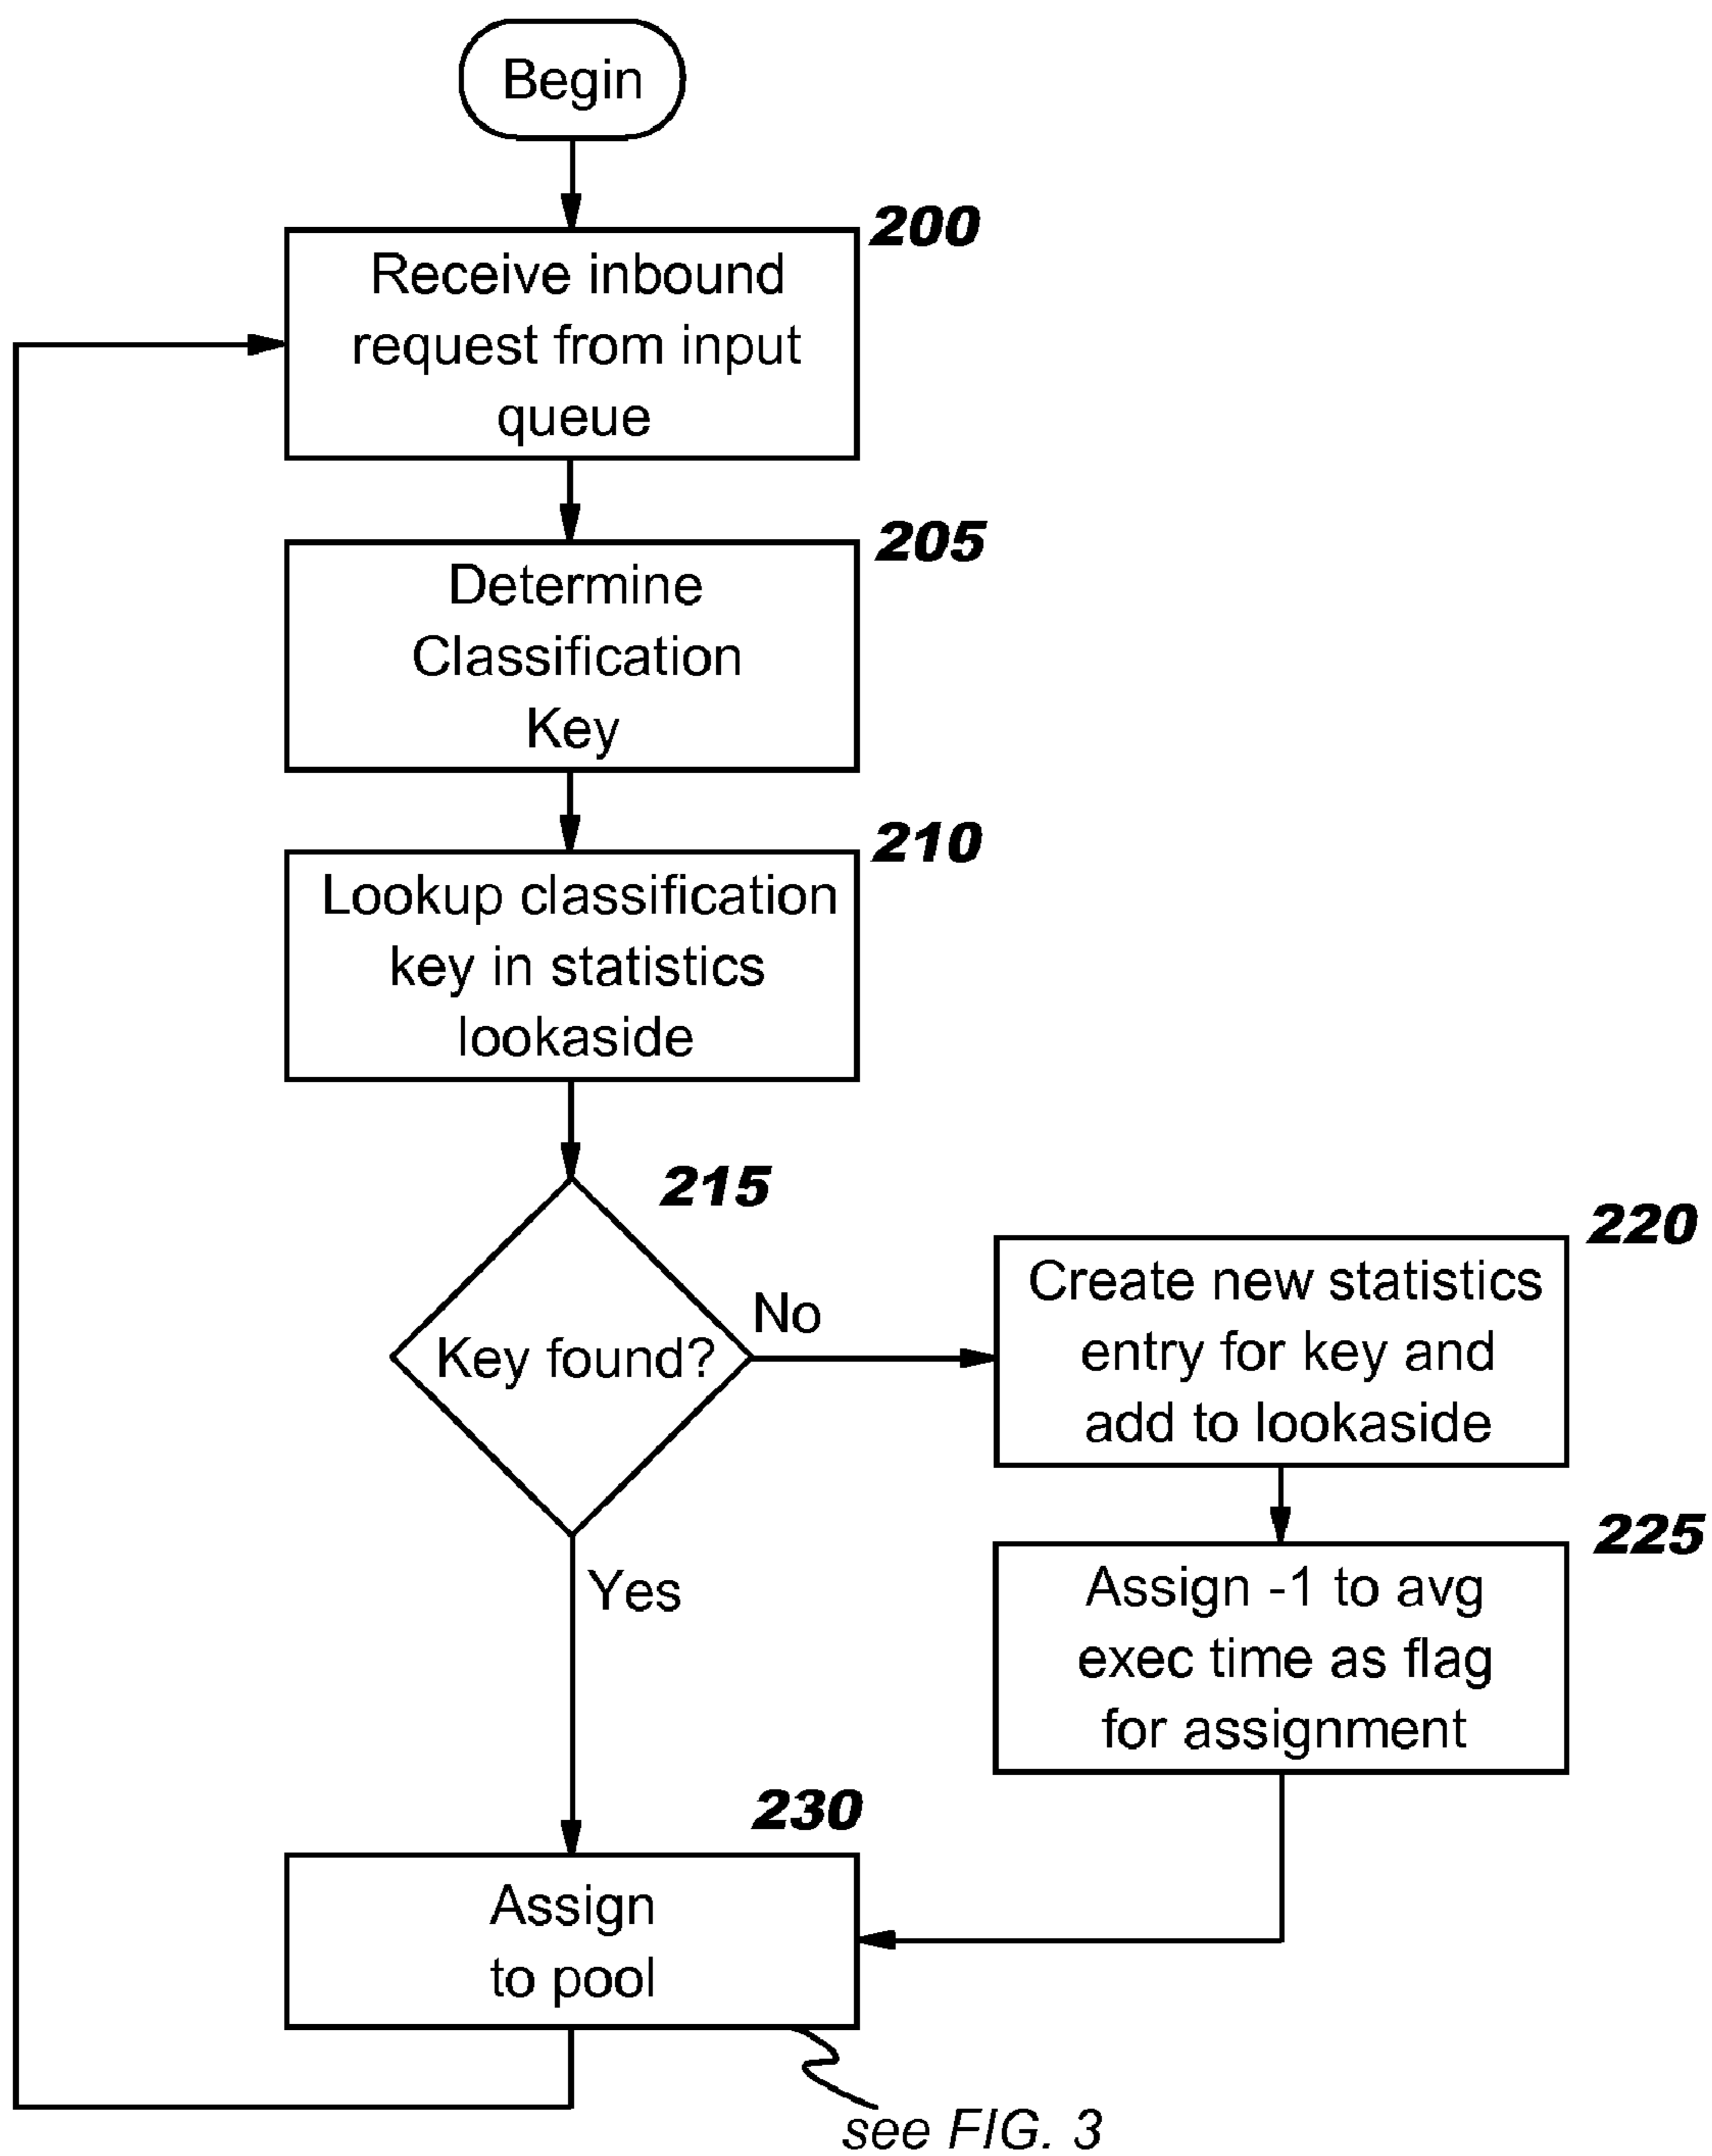 Begin
200
Receive inbound
request from input
queue
205
Determine
Classification
Key
210
Lookup classification
key in statistics
lookaside
215
Key found?
No
Yes
220
Create new statistics
entry for key and
add to lookaside
225
Assign -1 to avg
exec time as flag
for assignment
230
Assign
to pool
see FIG. 3